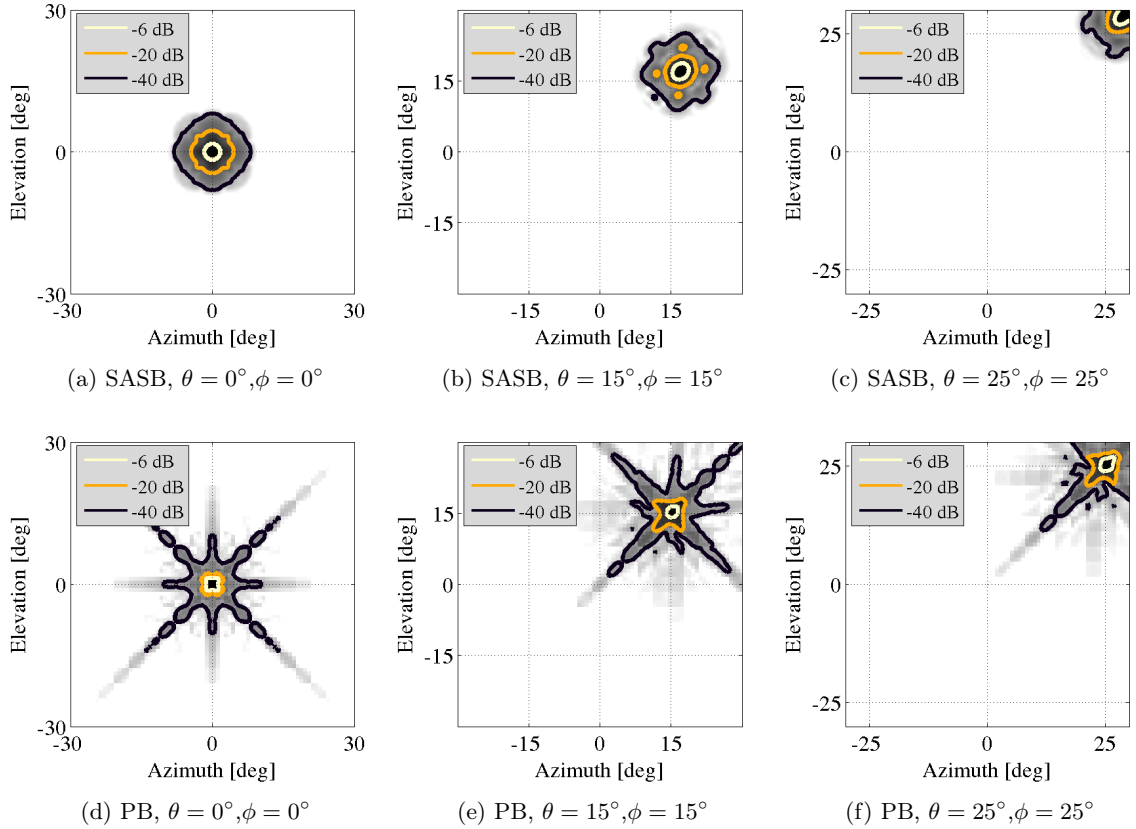 30
-6 dB
-20 dB
-40 dB
0
-30
-30 0 30
Elevation [deg]
Azimuth [deg]
(a) SASB, θ = 0°,ϕ = 0°
-6 dB
-20 dB
-40 dB
15
0
-15
-15 0 15
Elevation [deg]
Azimuth [deg]
(b) SASB, θ = 15°,ϕ = 15°
25
-6 dB
-20 dB
-40 dB
0
-25
-25 0 25
Elevation [deg]
Azimuth [deg]
(c) SASB, θ = 25°,ϕ = 25°
30
-6 dB
-20 dB
-40 dB
0
-30
-30 0 30
Elevation [deg]
Azimuth [deg]
(d) PB, θ = 0°,ϕ = 0°
-6 dB
-20 dB
-40 dB
15
0
-15
-15 0 15
Elevation [deg]
Azimuth [deg]
(e) PB, θ = 15°,ϕ = 15°
25
-6 dB
-20 dB
-40 dB
0
-25
-25 0 25
Elevation [deg]
Azimuth [deg]
(f) PB, θ = 25°,ϕ = 25°